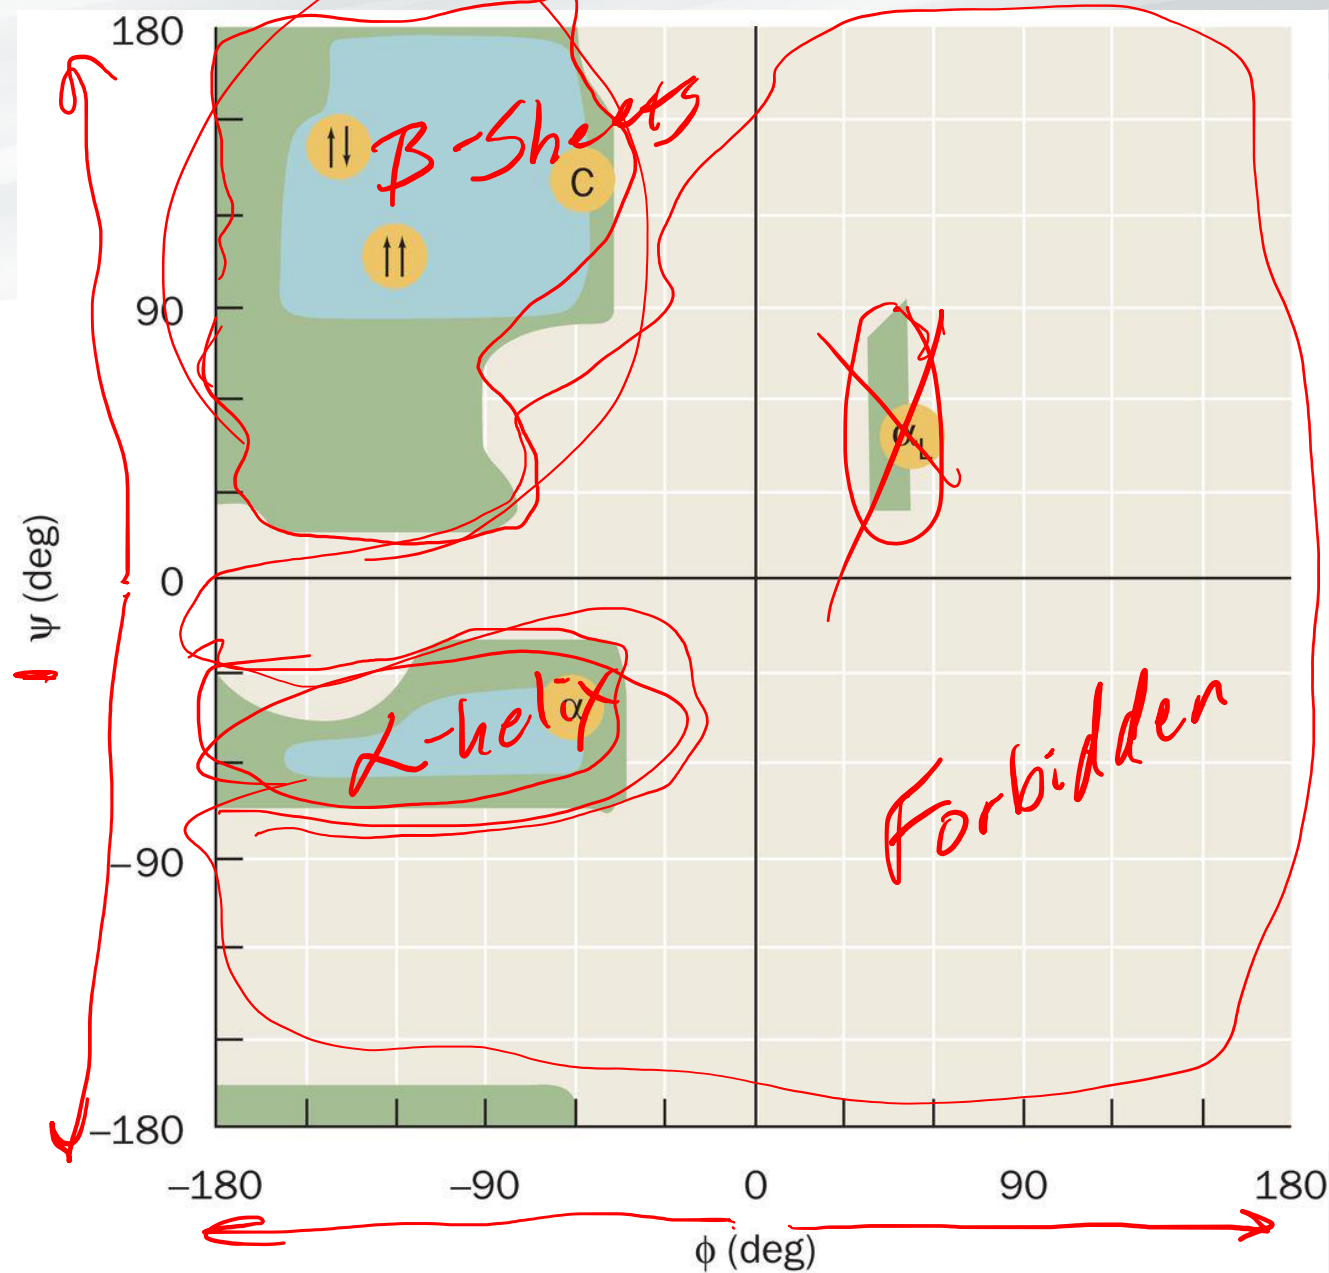 180
↑↓ B-Sheets
C
↑↑
90
αL
ψ (deg)
0
α
α-helix
Forbidden
–90
–180
–180 –90 0 90 180
ϕ (deg)